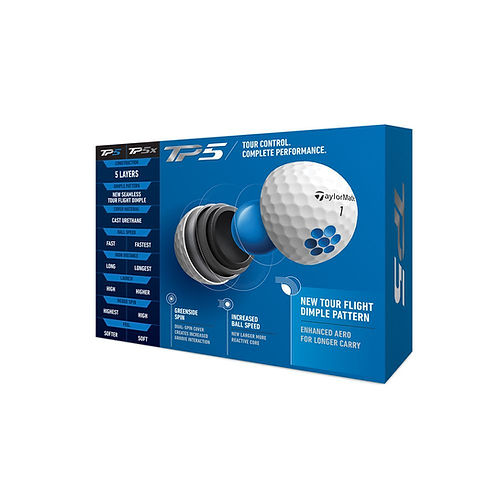 TP5 TP5x
CONSTRUCTION
5 LAYERS
DIMPLE PATTERN
NEW SEAMLESS
TOUR FLIGHT DIMPLE
COVER MATERIAL
CAST URETHANE
BALL SPEED
FAST FASTEST
IRON DISTANCE
LONG LONGEST
LAUNCH
HIGH HIGHER
WEDGE SPIN
HIGHEST HIGH
FEEL
SOFTER SOFT
TP5
TOUR CONTROL.
COMPLETE PERFORMANCE.
TaylorMade
1
GREENSIDE
SPIN
DUAL-SPIN COVER
CREATES INCREASED
GROOVE INTERACTION
INCREASED
BALL SPEED
NEW LARGER MORE
REACTIVE CORE
NEW TOUR FLIGHT
DIMPLE PATTERN
ENHANCED AERO
FOR LONGER CARRY
TP5